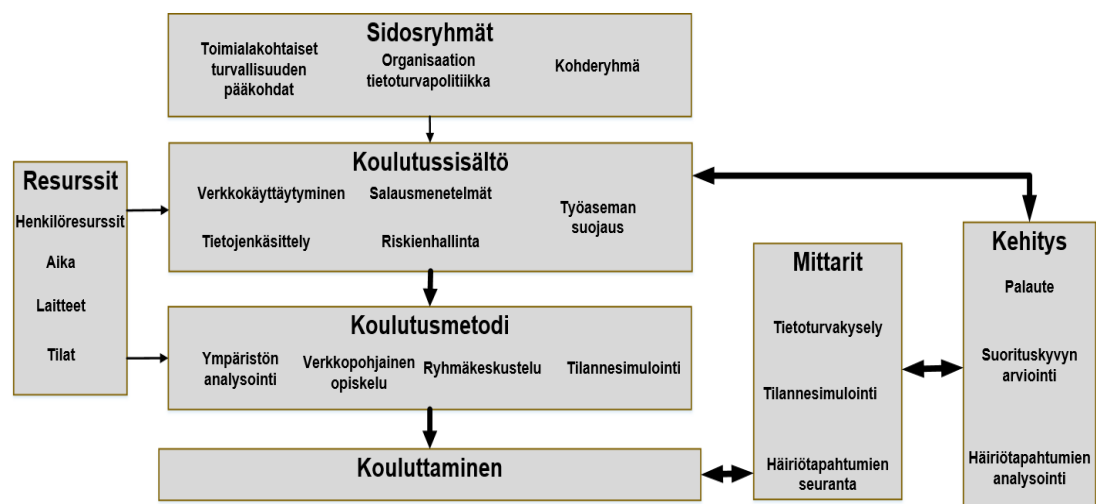 Sidosryhmät
Toimialakohtaiset
turvallisuuden
pääkohdat
Organisaation
tietoturvapolitiikka
Kohderyhmä
Resurssit
Henkilöresurssit
Aika
Laitteet
Tilat
Koulutussisältö
Verkkokäyttäytyminen
Salausmenetelmät
Työaseman
suojaus
Tietojenkäsittely
Riskienhallinta
Koulutusmetodi
Ympäristön
analysointi
Verkkopohjainen
opiskelu
Ryhmäkeskustelu
Tilannesimulointi
Kouluttaminen
Mittarit
Tietoturvakysely
Tilannesimulointi
Häiriötapahtumien
seuranta
Kehitys
Palaute
Suorituskyvyn
arviointi
Häiriötapahtumien
analysointi